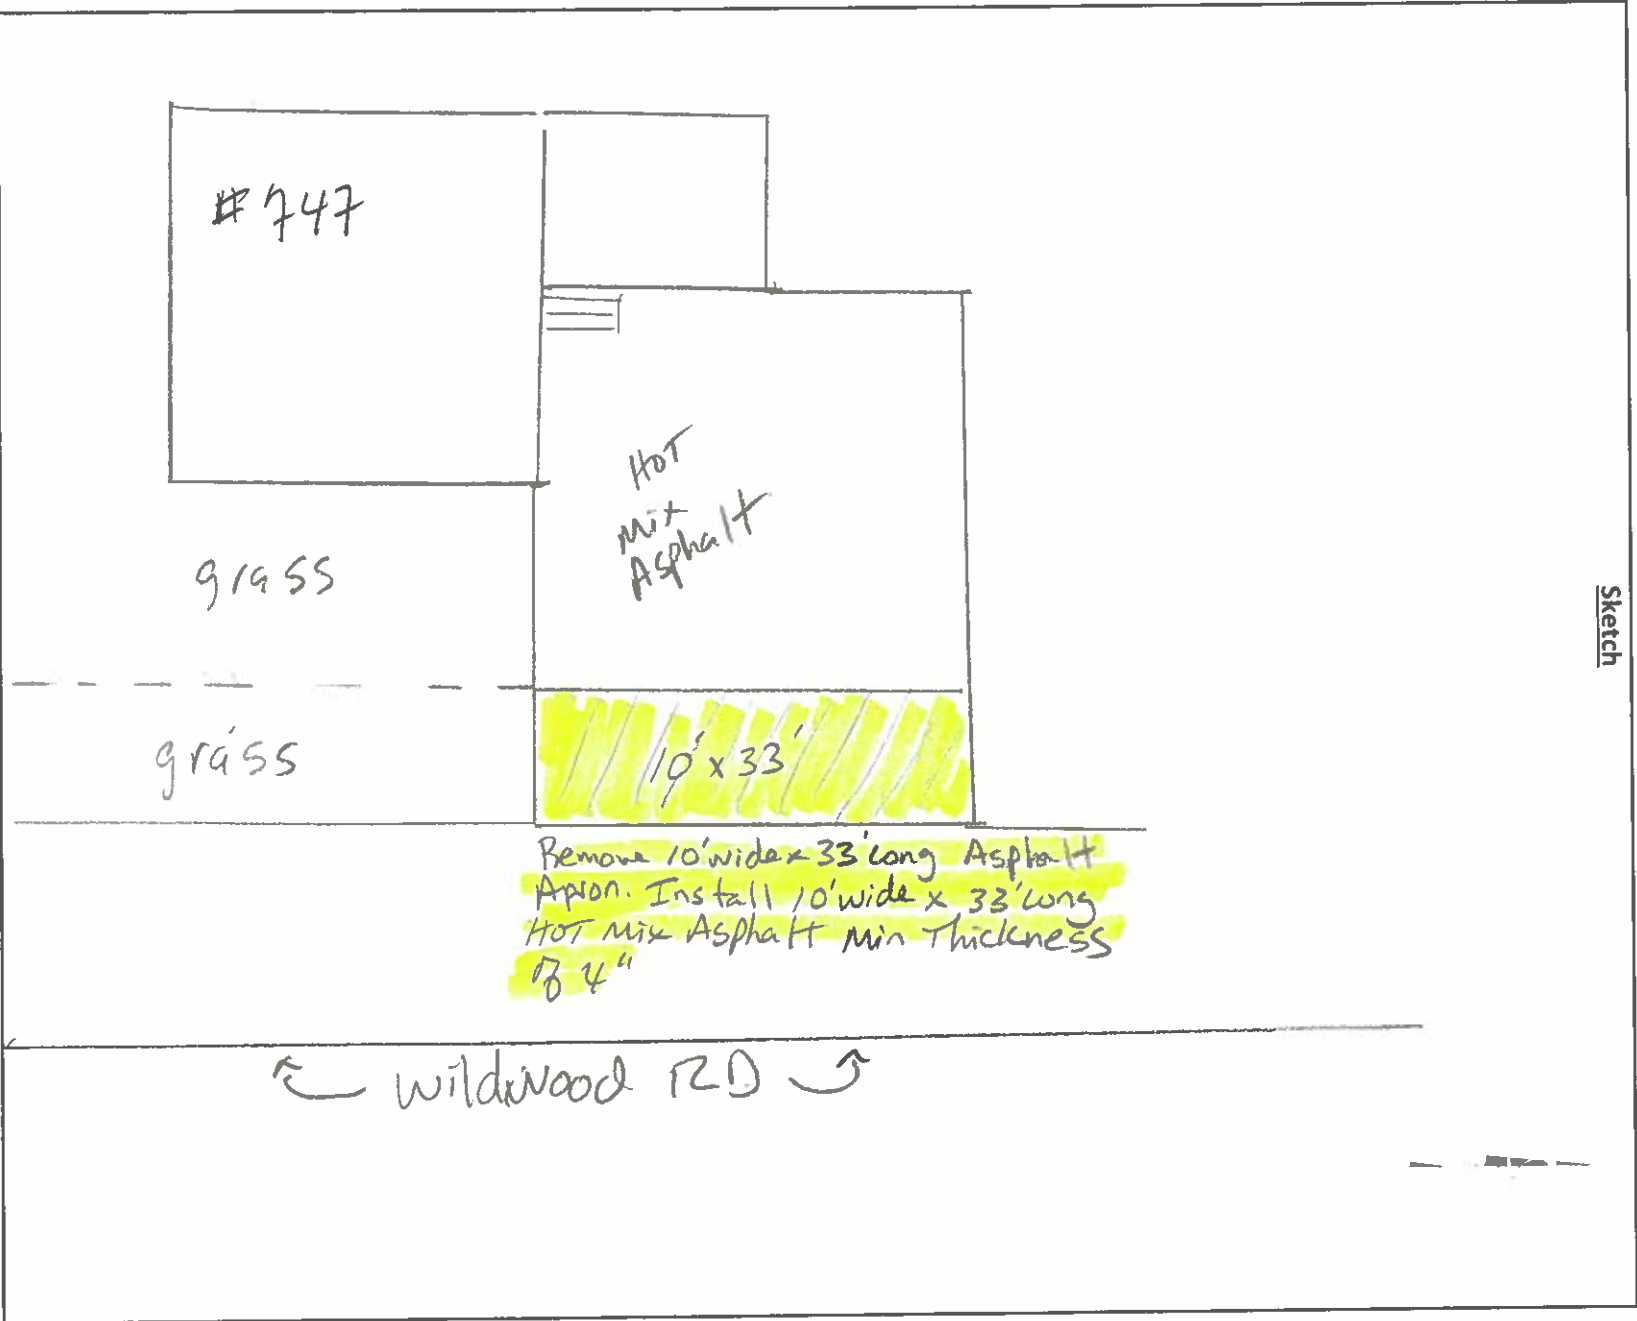 #747
Hot
Mix
Asphalt
grass
Sketch
grass
10' x 33'
Remove 10' wide x 33' long Asphalt
Apron. Install 10' wide x 33' long
HOT Mix Asphalt Min Thickness
of 4"
Wildwood RD